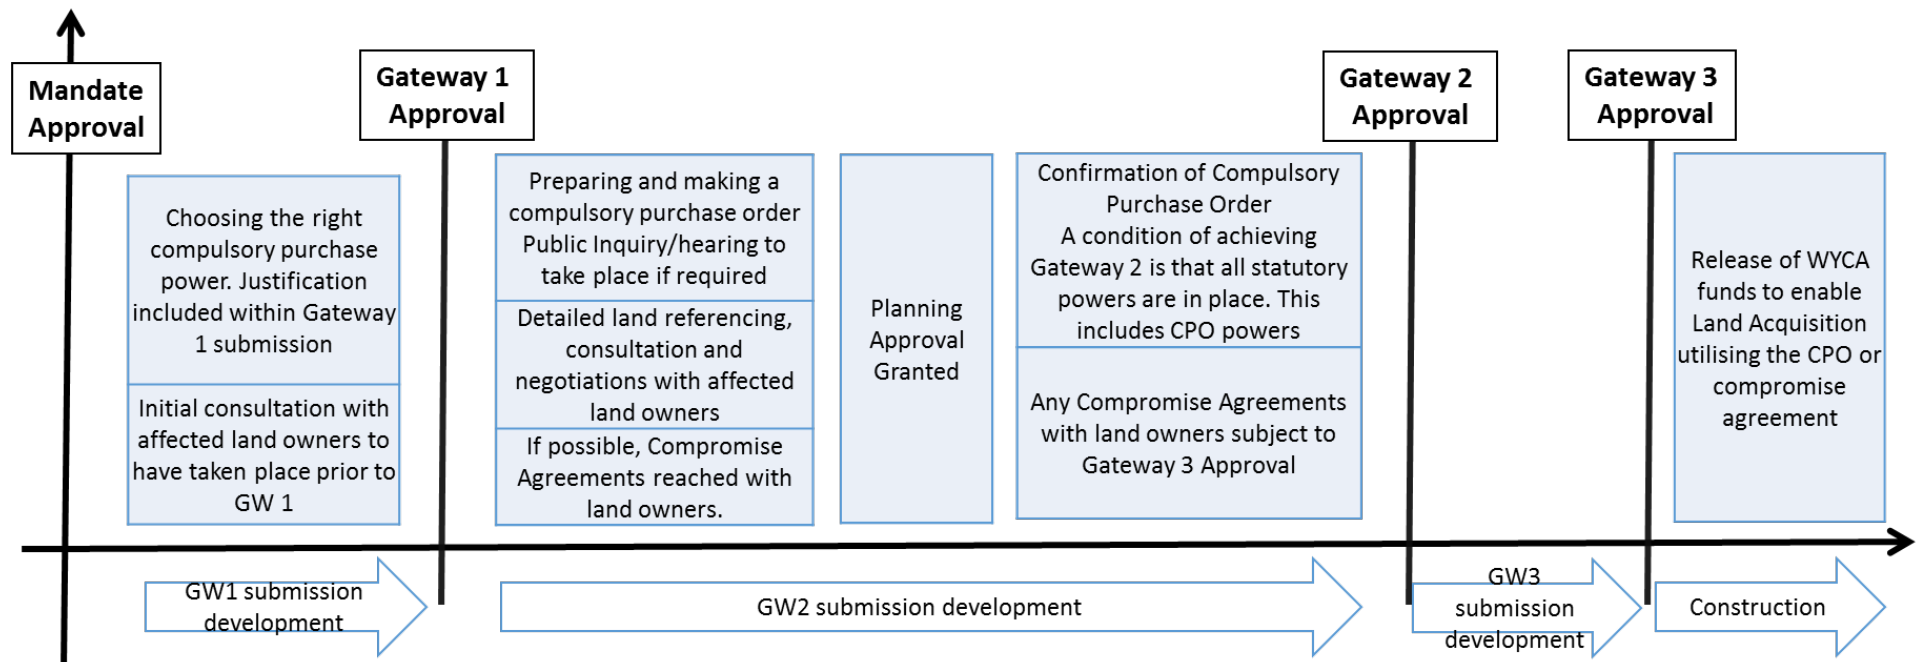 Mandate
Approval
Gateway 1
Approval
Gateway 2
Approval
Gateway 3
Approval
Choosing the right
compulsory purchase
power. Justification
included within Gateway
1 submission
Initial consultation with
affected land owners to
have taken place prior to
GW 1
Preparing and making a
compulsory purchase order
Public Inquiry/hearing to
take place if required
Detailed land referencing,
consultation and
negotiations with affected
land owners
If possible, Compromise
Agreements reached with
land owners.
Planning
Approval
Granted
Confirmation of Compulsory
Purchase Order
A condition of achieving
Gateway 2 is that all statutory
powers are in place. This
includes CPO powers
Any Compromise Agreements
with land owners subject to
Gateway 3 Approval
Release of WYCA
funds to enable
Land Acquisition
utilising the CPO or
compromise
agreement
GW1 submission
development
GW2 submission development
GW3
submission
development
Construction